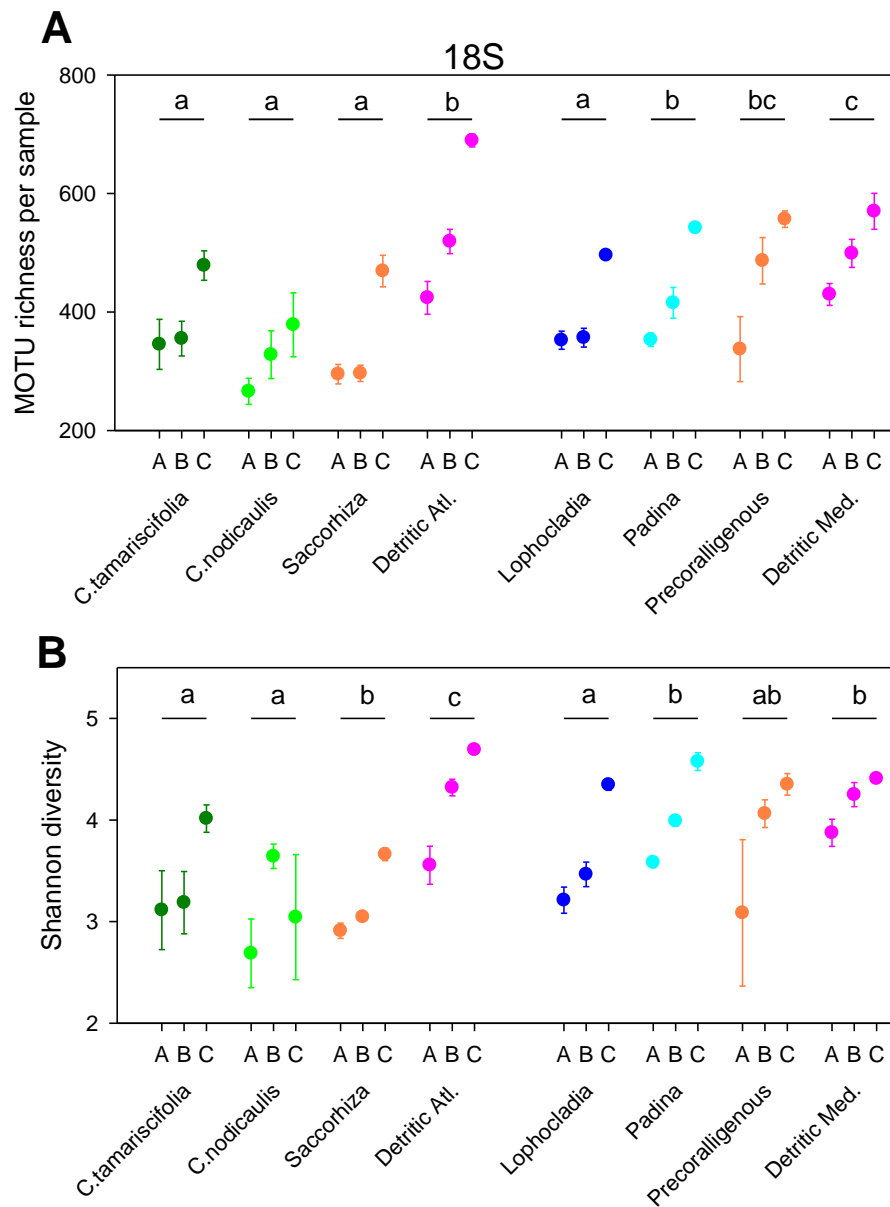 A
18S
800
a a a b a b bc c
600
400
200
MOTU richness per sample
A B C A B C A B C A B C A B C A B C A B C A B C
C.tamariscifolia
C.nodicaulis
Saccorhiza
Detritic Atl.
Lophocladia
Padina
Precoralligenous
Detritic Med.
B
a a b c a b ab b
5
4
3
2
Shannon diversity
A B C A B C A B C A B C A B C A B C A B C A B C
C.tamariscifolia
C.nodicaulis
Saccorhiza
Detritic Atl.
Lophocladia
Padina
Precoralligenous
Detritic Med.